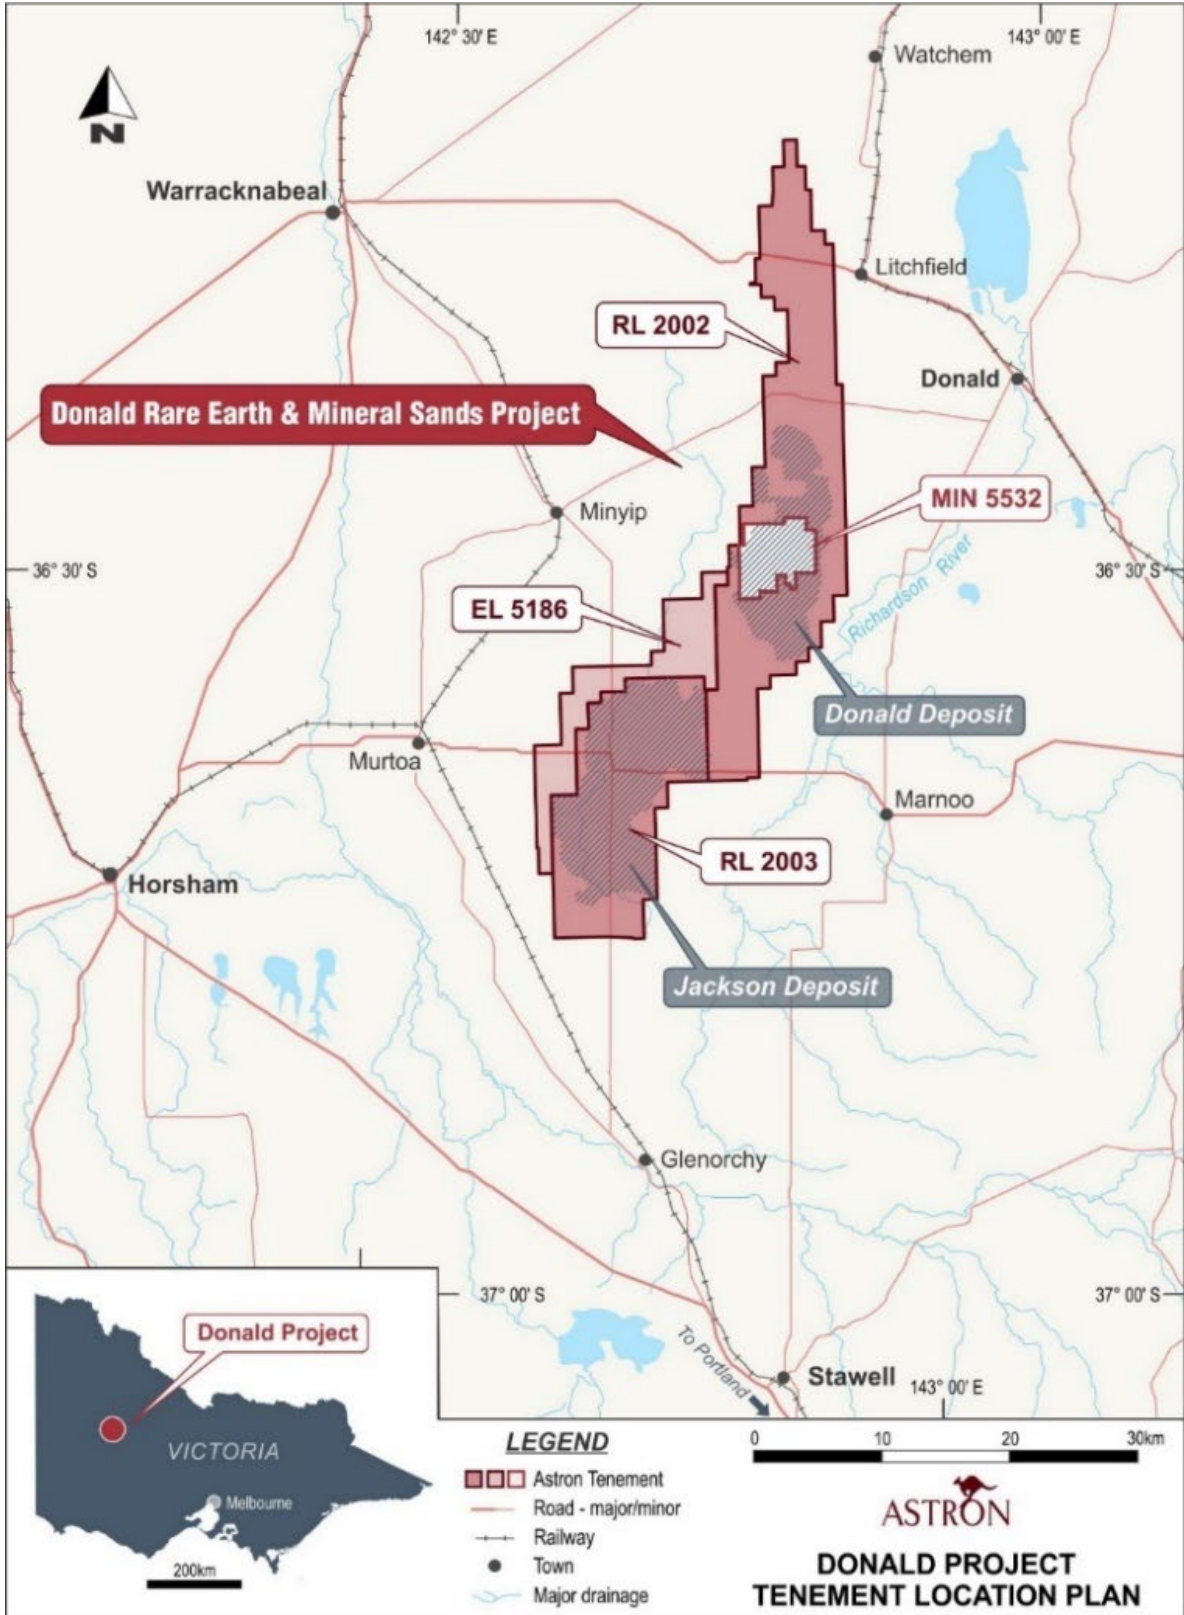 142° 30' E
143° 00' E
Watchem
N
Warracknabeal
Litchfield
RL 2002
Donald
Donald Rare Earth & Mineral Sands Project
MIN 5532
Minyip
36° 30' S
36° 30' S
Richardson River
EL 5186
Donald Deposit
Murtoa
Marnoo
RL 2003
Horsham
Jackson Deposit
Glenorchy
37° 00' S
37° 00' S
To Portland
Stawell
143° 00' E
Donald Project
VICTORIA
Melbourne
200km
LEGEND
Astron Tenement
Road - major/minor
Railway
Town
Major drainage
0 10 20 30km
ASTRON
DONALD PROJECT
TENEMENT LOCATION PLAN